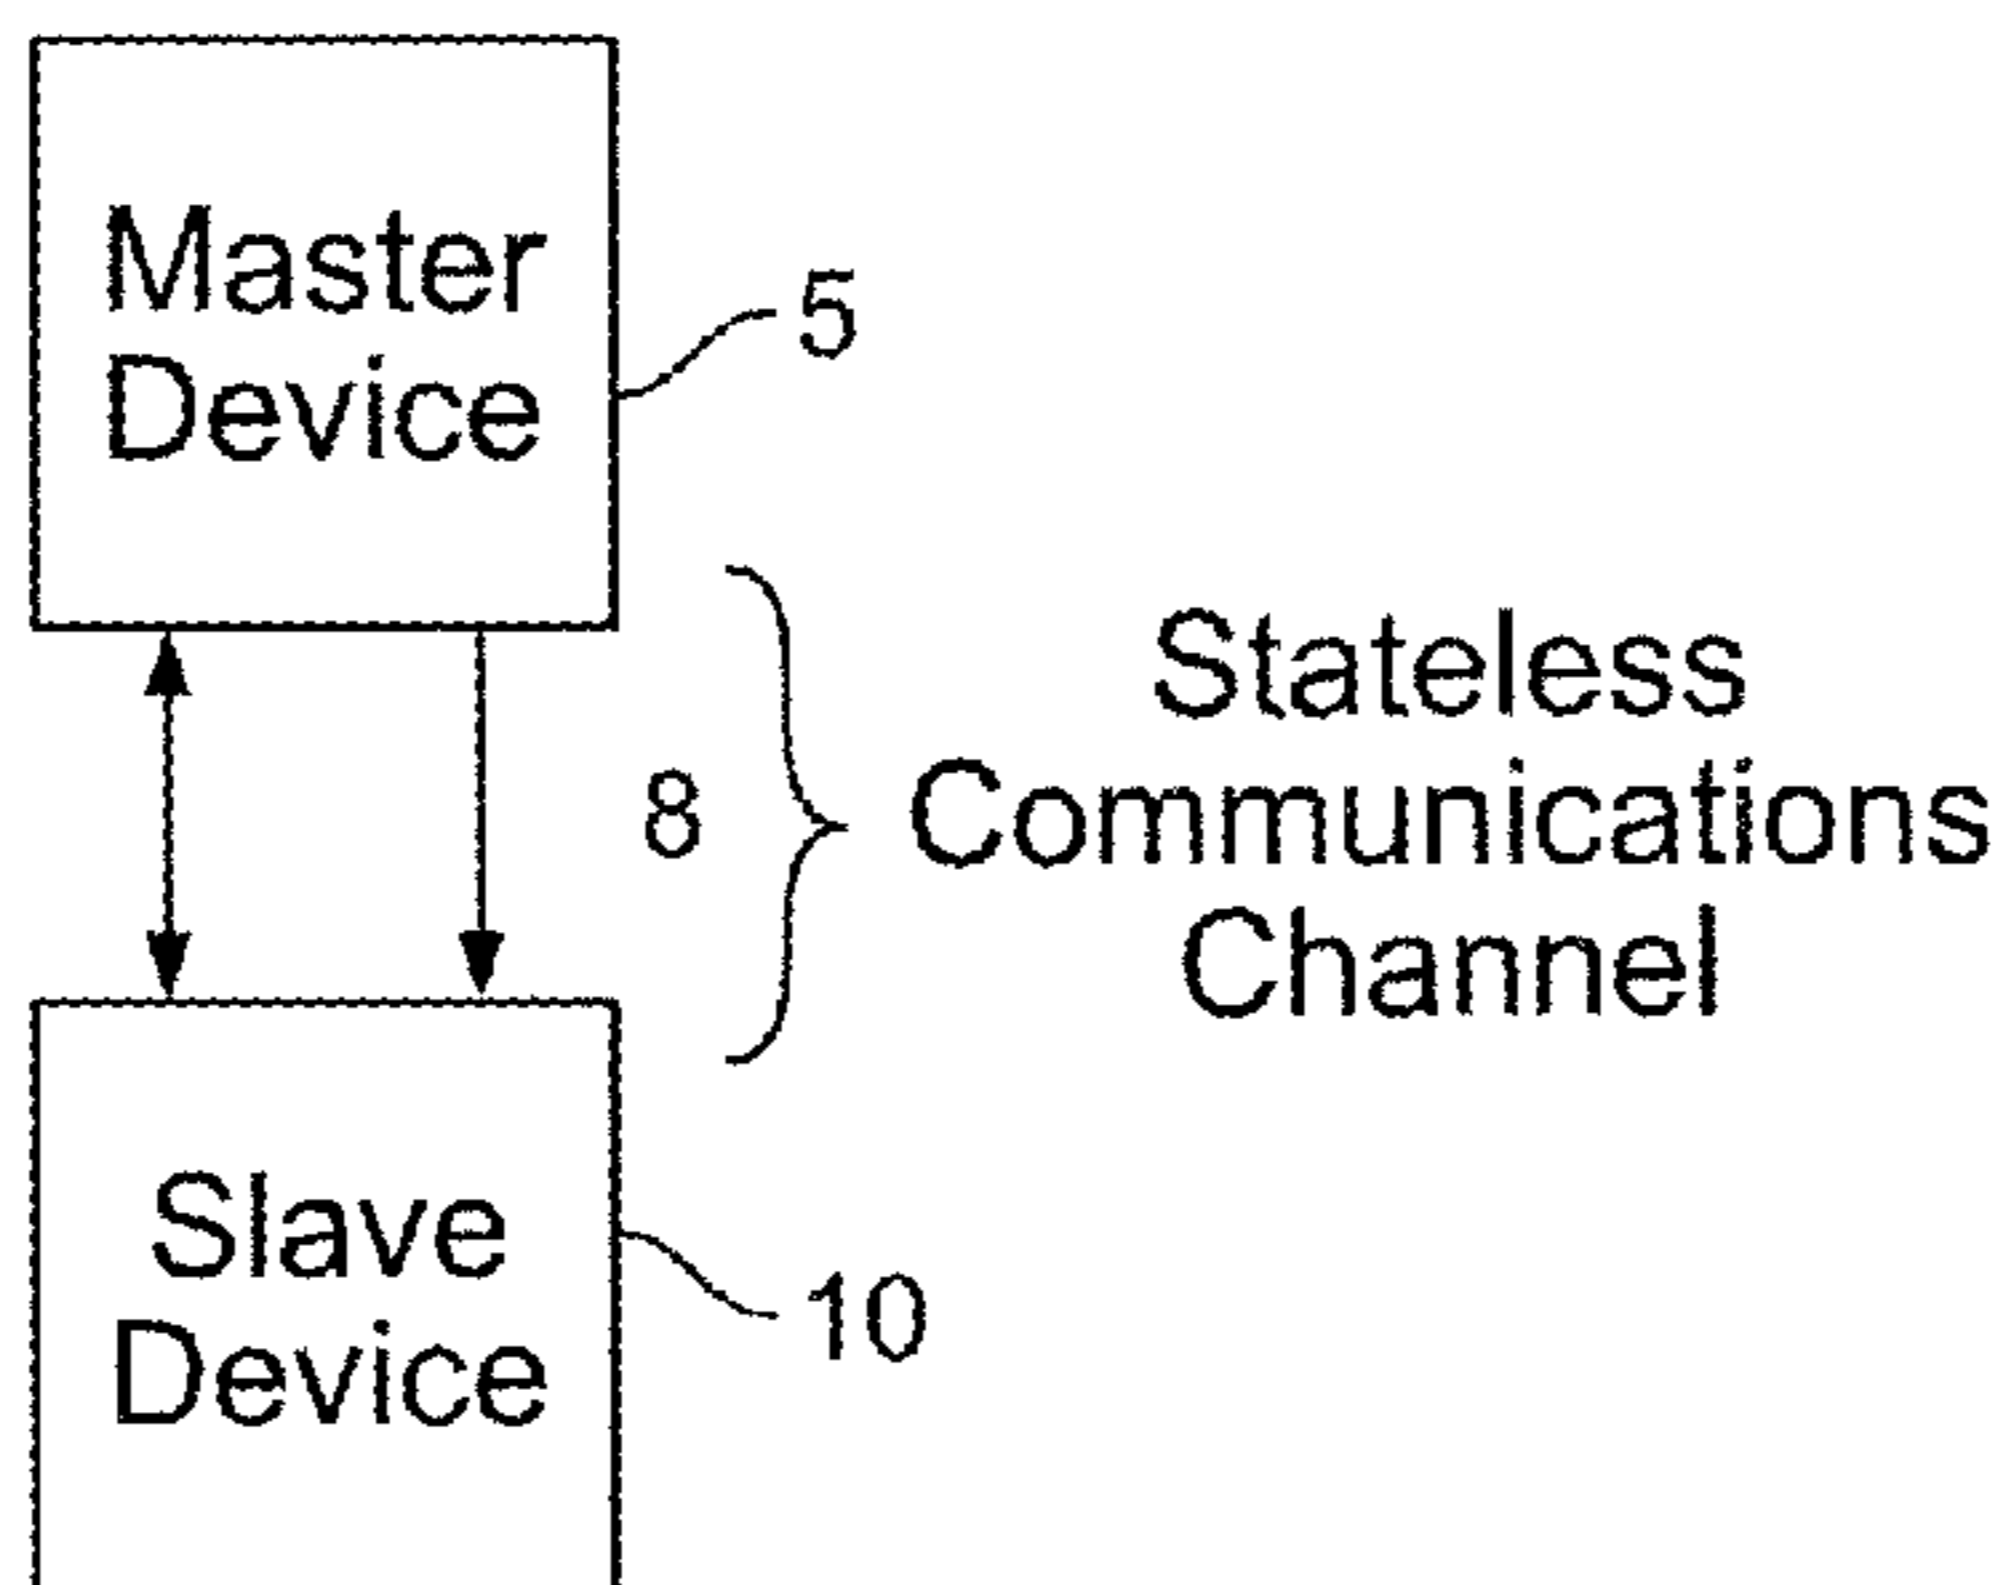 Master
Device
5
8
Stateless
Communications
Channel
Slave
Device
10